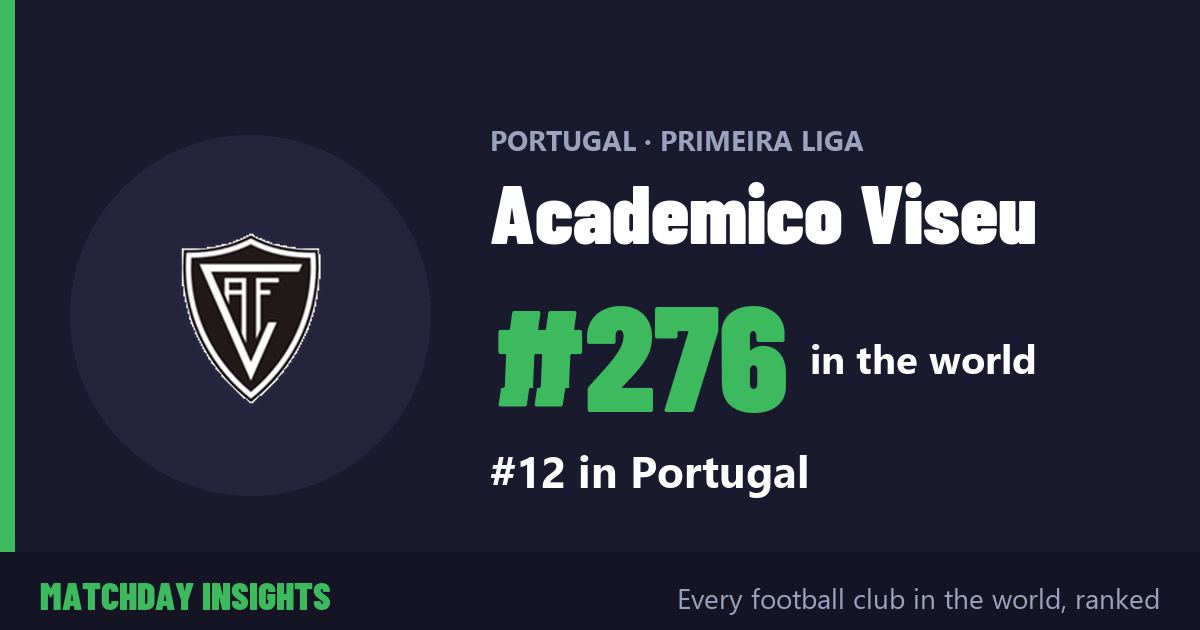 PORTUGAL · PRIMEIRA LIGA
Academico Viseu
#276 in the world
#12 in Portugal
MATCHDAY INSIGHTS
Every football club in the world, ranked